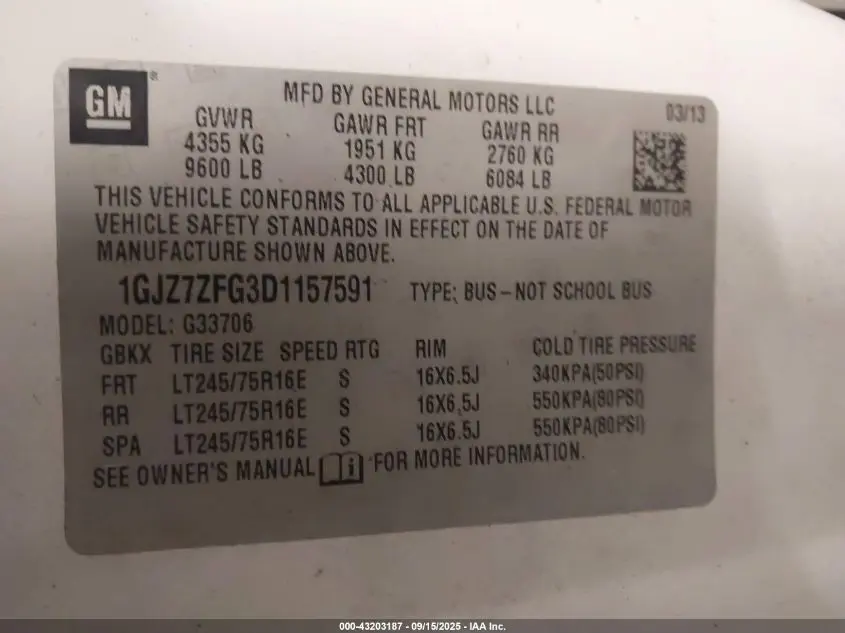 GM
MFD BY GENERAL MOTORS LLC
03/13
GVWR GAWR FRT GAWR RR
4355 KG 1951 KG 2760 KG
9600 LB 4300 LB 6084 LB
THIS VEHICLE CONFORMS TO ALL APPLICABLE U.S. FEDERAL MOTOR
VEHICLE SAFETY STANDARDS IN EFFECT ON THE DATE OF
MANUFACTURE SHOWN ABOVE.
1GJZ7ZFG3D1157591 TYPE: BUS-NOT SCHOOL BUS
MODEL: G33706
GBKX TIRE SIZE SPEED RTG RIM COLD TIRE PRESSURE
FRT LT245/75R16E S 16X6.5J 340KPA(50PSI)
RR LT245/75R16E S 16X6.5J 550KPA(80PSI)
SPA LT245/75R16E S 16X6.5J 550KPA(80PSI)
SEE OWNER'S MANUAL FOR MORE INFORMATION.
000-43203187 - 09/15/2025 - IAA Inc.